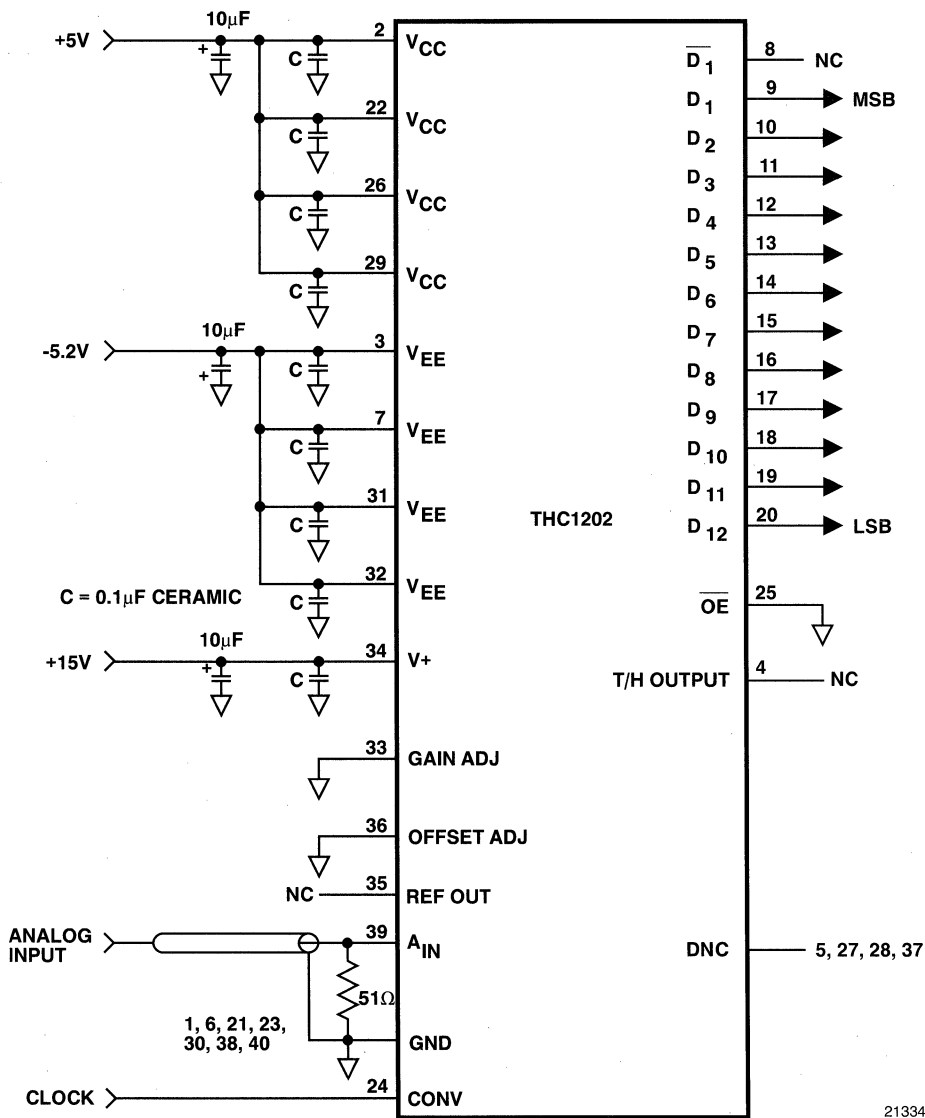 10μF
+5V
+
C
2
VCC
C
22
VCC
C
26
VCC
C
29
VCC
10μF
-5.2V
+
C
3
VEE
C
7
VEE
C
31
VEE
C
32
VEE
C = 0.1μF CERAMIC
10μF
+15V
+
C
34
V+
33
GAIN ADJ
36
OFFSET ADJ
NC
35
REF OUT
ANALOG
INPUT
39
AIN
51Ω
1, 6, 21, 23,
30, 38, 40
GND
CLOCK
24
CONV
THC1202
D̅1
8
NC
D1
9
MSB
D2
10
D3
11
D4
12
D5
13
D6
14
D7
15
D8
16
D9
17
D10
18
D11
19
D12
20
LSB
O̅E̅
25
T/H OUTPUT
4
NC
DNC
5, 27, 28, 37
21334